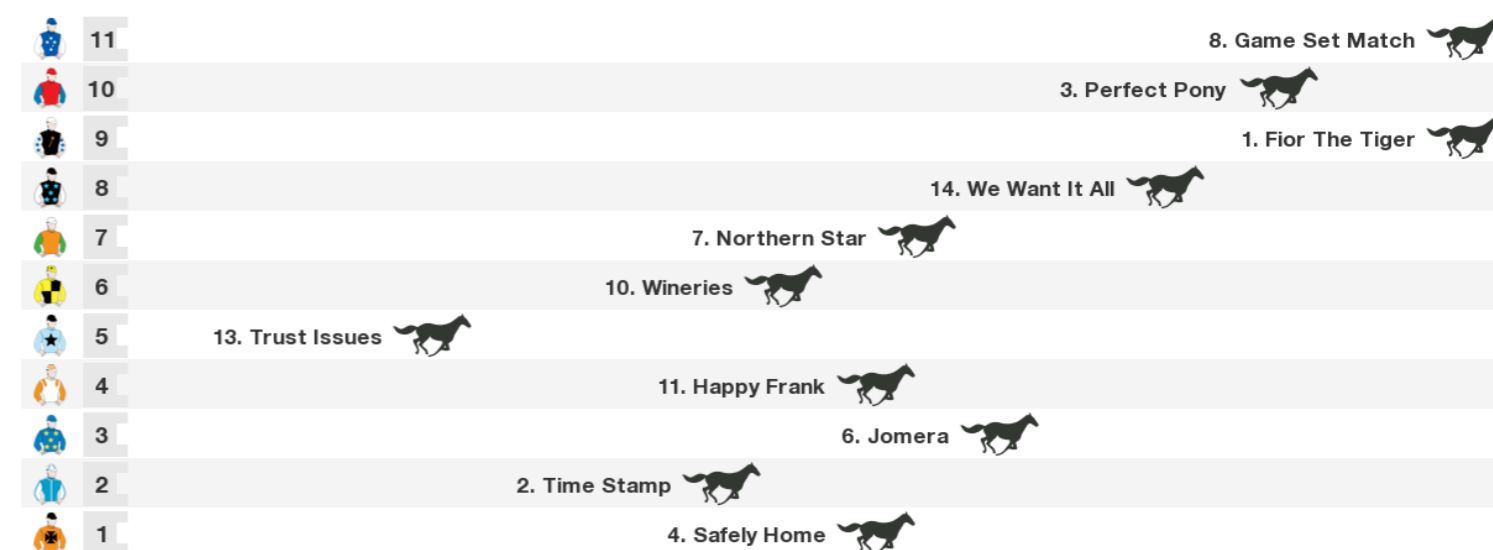 11 8. Game Set Match
10 3. Perfect Pony
9 1. Fior The Tiger
8 14. We Want It All
7 7. Northern Star
6 10. Wineries
5 13. Trust Issues
4 11. Happy Frank
3 6. Jomera
2 2. Time Stamp
1 4. Safely Home